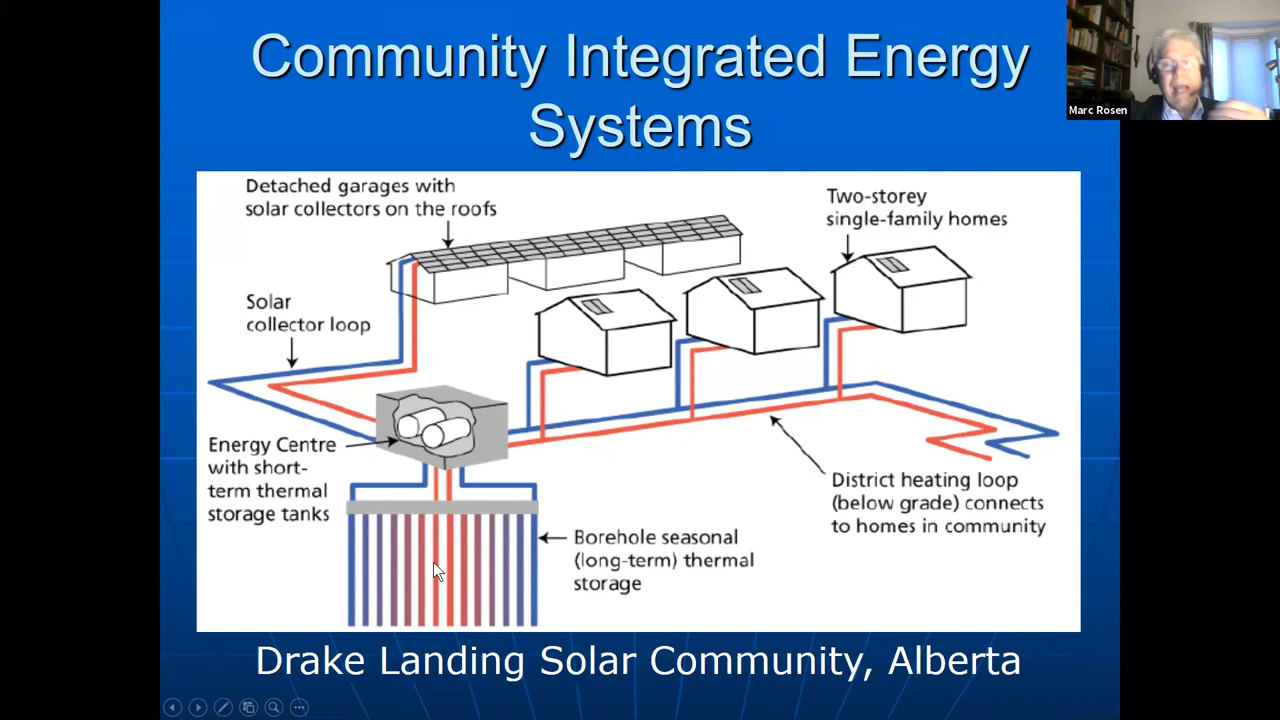 Community Integrated Energy
Systems
Marc Rosen
Detached garages with
solar collectors on the roofs
Two-storey
single-family homes
Solar
collector loop
Energy Centre
with short-
term thermal
storage tanks
District heating loop
(below grade) connects
to homes in community
Borehole seasonal
(long-term) thermal
storage
Drake Landing Solar Community, Alberta